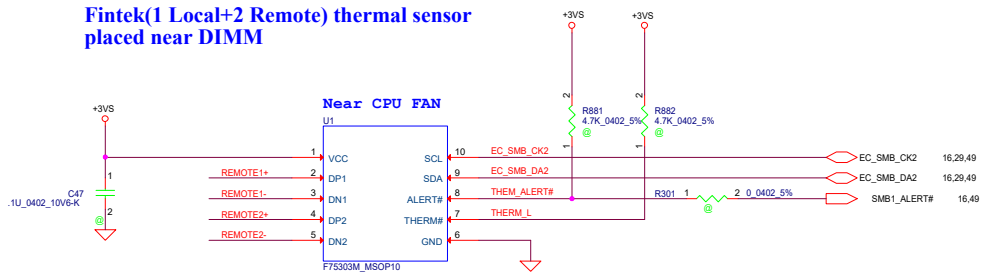 Fintek(1 Local+2 Remote) thermal sensor
placed near DIMM
+3VS
+3VS
+3VS
Near CPU FAN
U1
R881
4.7K_0402_5%
@
2
1
R882
4.7K_0402_5%
@
2
1
C47
.1U_0402_10V6-K
@
1
2
1 VCC
REMOTE1+ 2 DP1
REMOTE1- 3 DN1
REMOTE2+ 4 DP2
REMOTE2- 5 DN2
SCL 10 EC_SMB_CK2 EC_SMB_CK2 16,29,49
SDA 9 EC_SMB_DA2 EC_SMB_DA2 16,29,49
ALERT# 8 THEM_ALERT# R301 1 2 0_0402_5% SMB1_ALERT# 16,49
@
THERM# 7 THERM_L
GND 6
F75303M_MSOP10